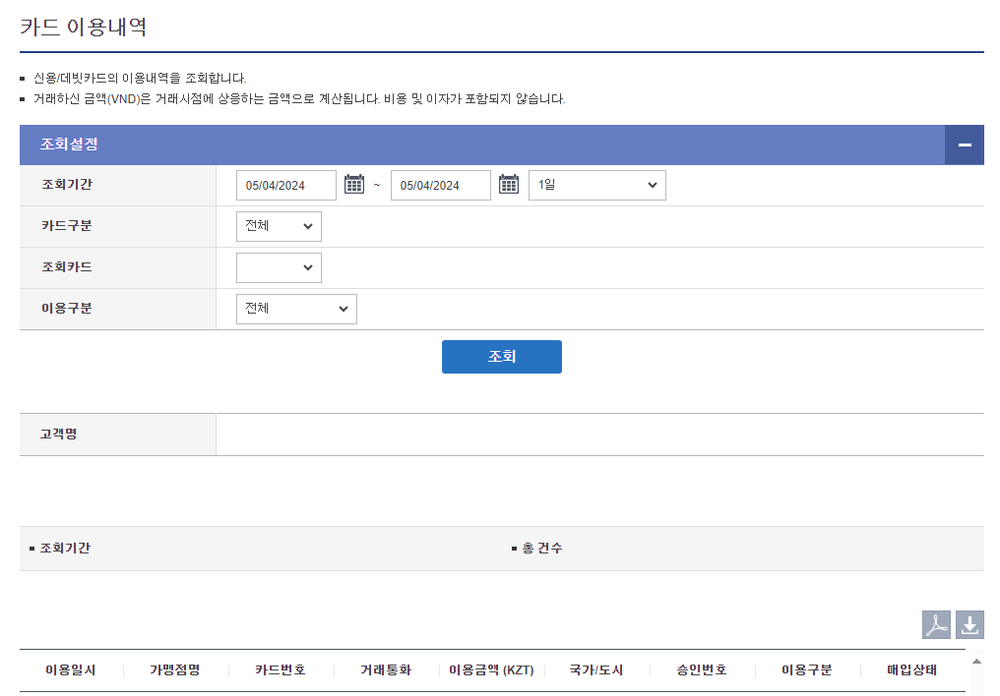 카드 이용내역
신용/데빗카드의 이용내역을 조회합니다.
거래하신 금액(VND)은 거래시점에 상응하는 금액으로 계산됩니다. 비용 및 이자가 포함되지 않습니다.
조회설정
조회기간 05/04/2024 ~ 05/04/2024 1일
카드구분 전체
조회카드
이용구분 전체
조회
고객명
조회기간 총 건수
이용일시 가맹점명 카드번호 거래통화 이용금액 (KZT) 국가/도시 승인번호 이용구분 매입상태